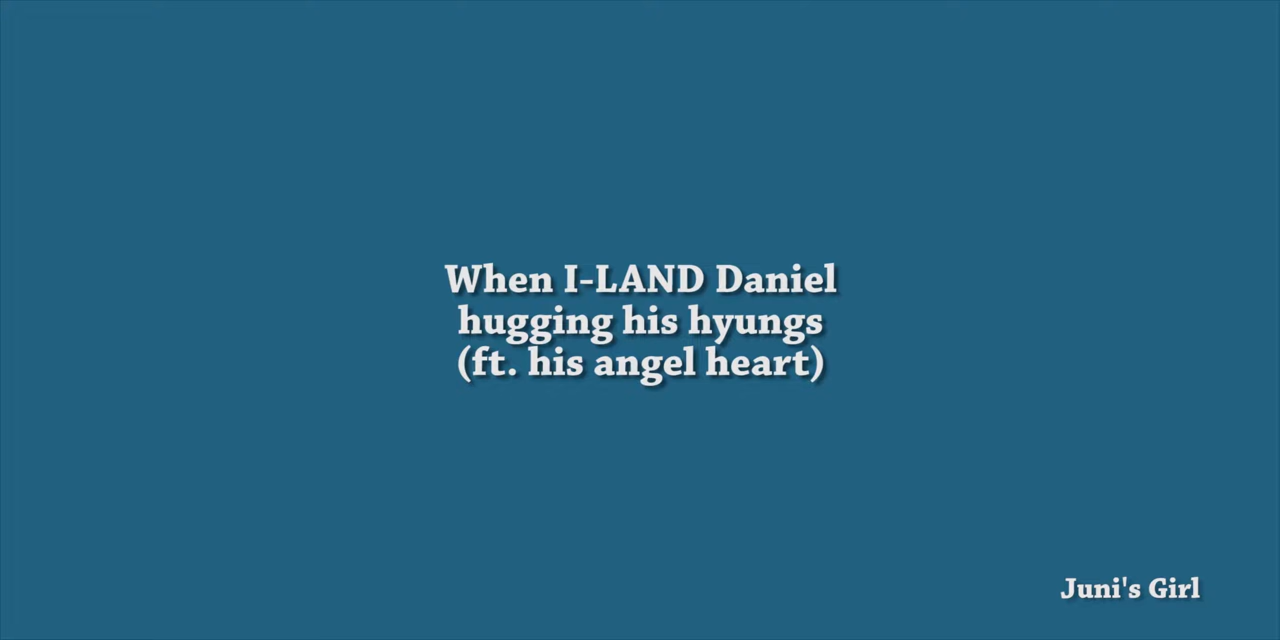 When I-LAND Daniel
hugging his hyungs
(ft. his angel heart)
Juni's Girl